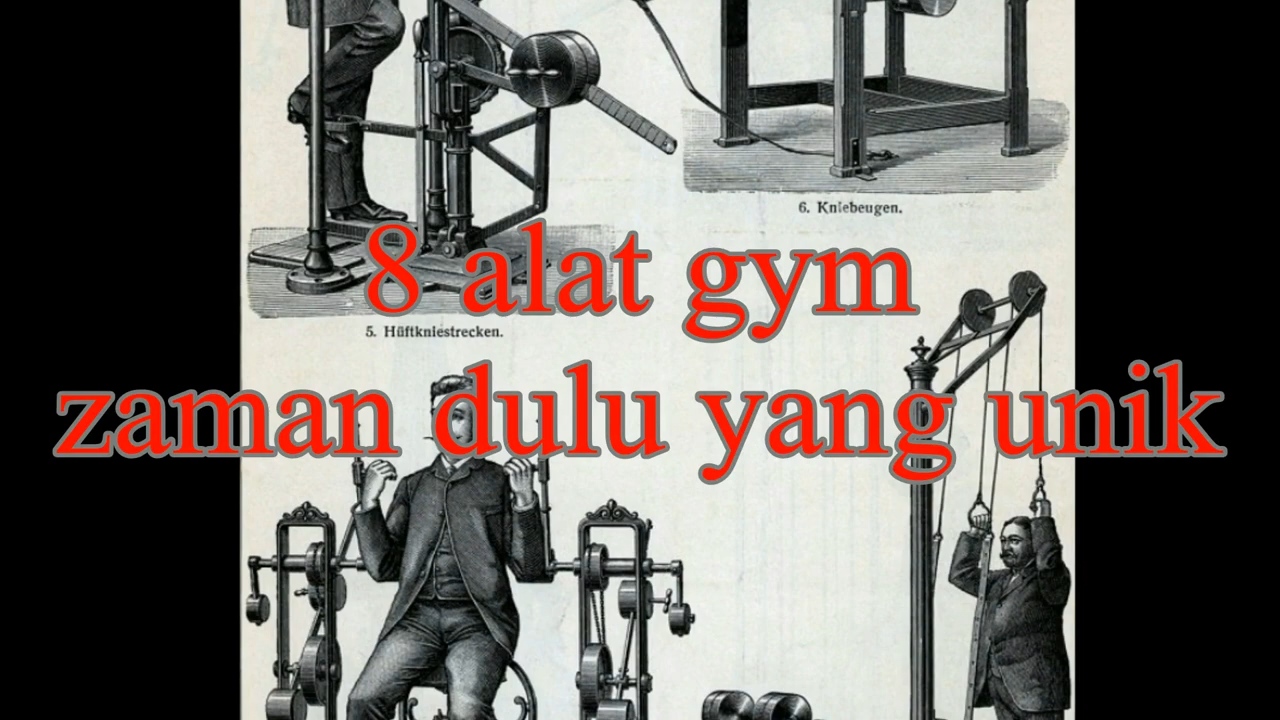 6. Kniebeugen.
8 alat gym
5. Hüftkniestrecken.
zaman dulu yang unik